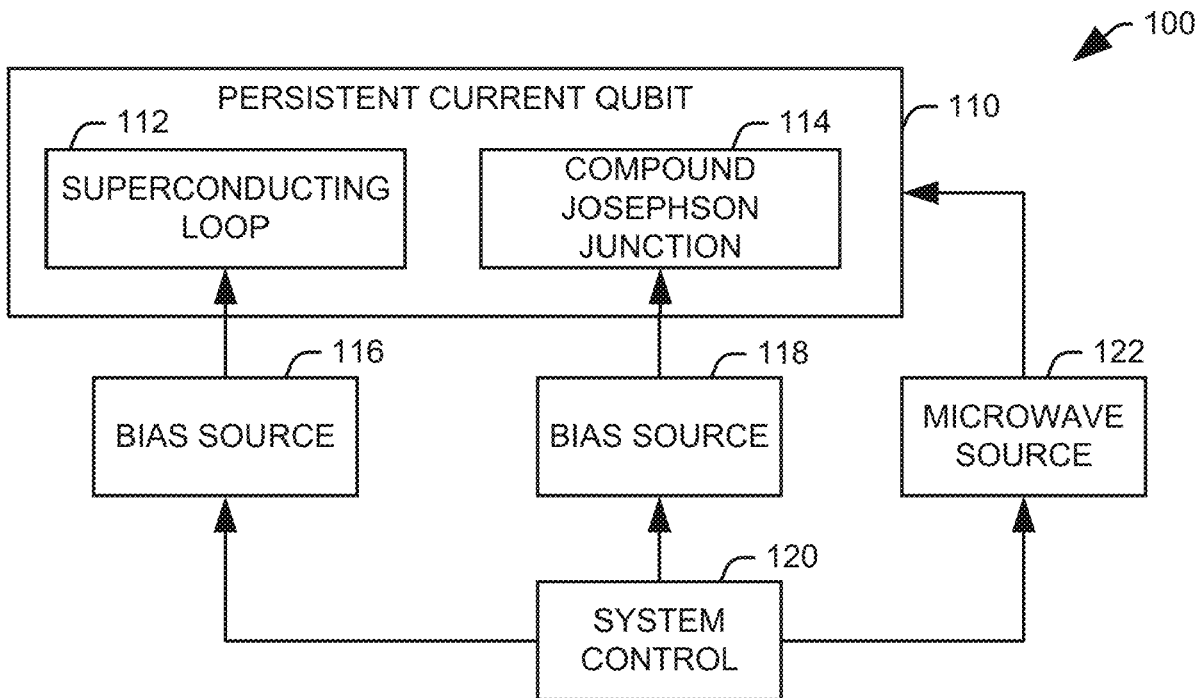 100
PERSISTENT CURRENT QUBIT
110
112
114
SUPERCONDUCTING
LOOP
COMPOUND
JOSEPHSON
JUNCTION
116
118
122
BIAS SOURCE
BIAS SOURCE
MICROWAVE
SOURCE
120
SYSTEM
CONTROL